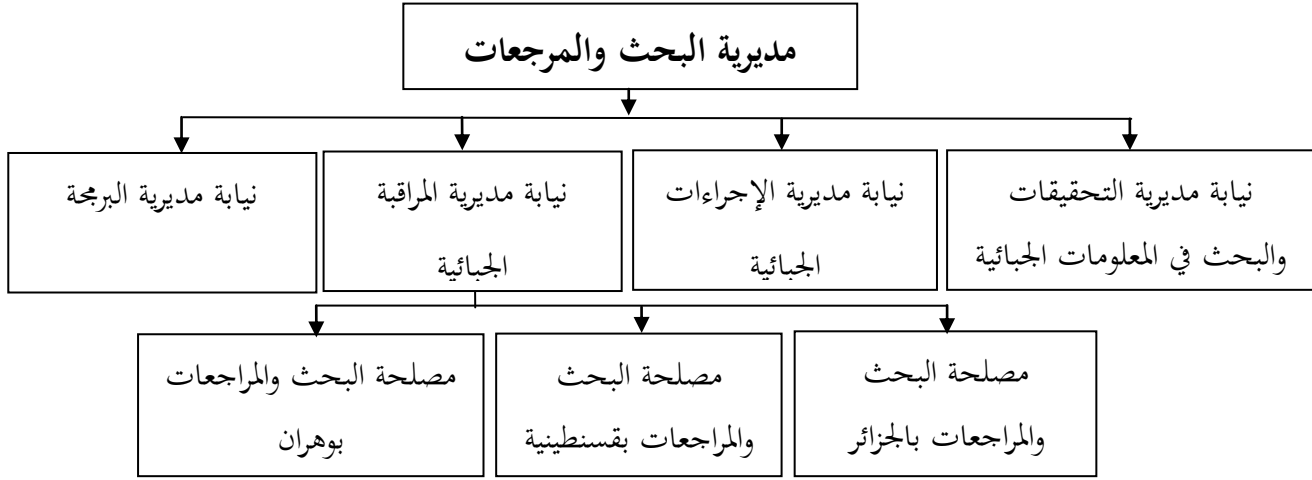 مديرية البحث والمرجعات
نيابة مديرية التحقيقات
والبحث في المعلومات الجبائية
نيابة مديرية الإجراءات
الجبائية
نيابة مديرية المراقبة
الجبائية
نيابة مديرية البرمجة
مصلحة البحث
والمراجعات بالجزائر
مصلحة البحث
والمراجعات بقسنطينية
مصلحة البحث والمراجعات
بوهران